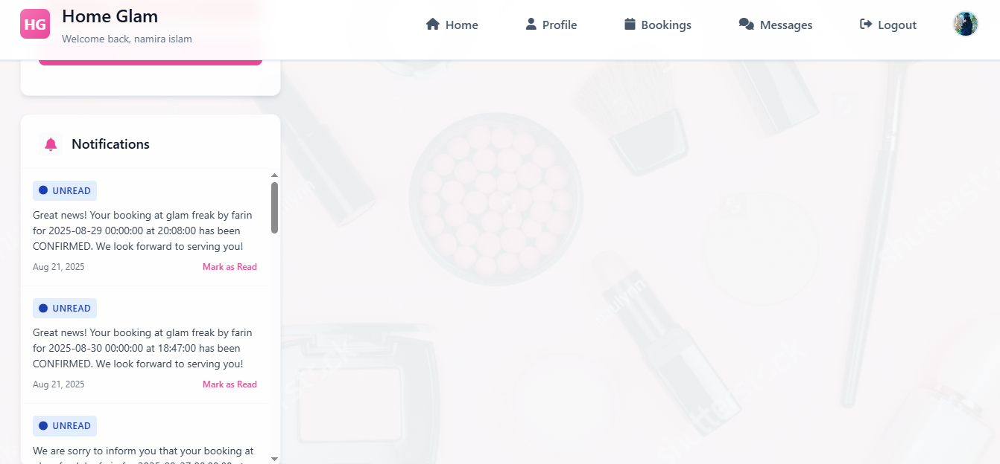 HG
Home Glam
Welcome back, namira islam
Home
Profile
Bookings
Messages
Logout
Notifications
UNREAD
Great news! Your booking at glam freak by farin
for 2025-08-29 00:00:00 at 20:08:00 has been
CONFIRMED. We look forward to serving you!
Aug 21, 2025
Mark as Read
UNREAD
Great news! Your booking at glam freak by farin
for 2025-08-30 00:00:00 at 18:47:00 has been
CONFIRMED. We look forward to serving you!
Aug 21, 2025
Mark as Read
UNREAD
We are sorry to inform you that your booking at